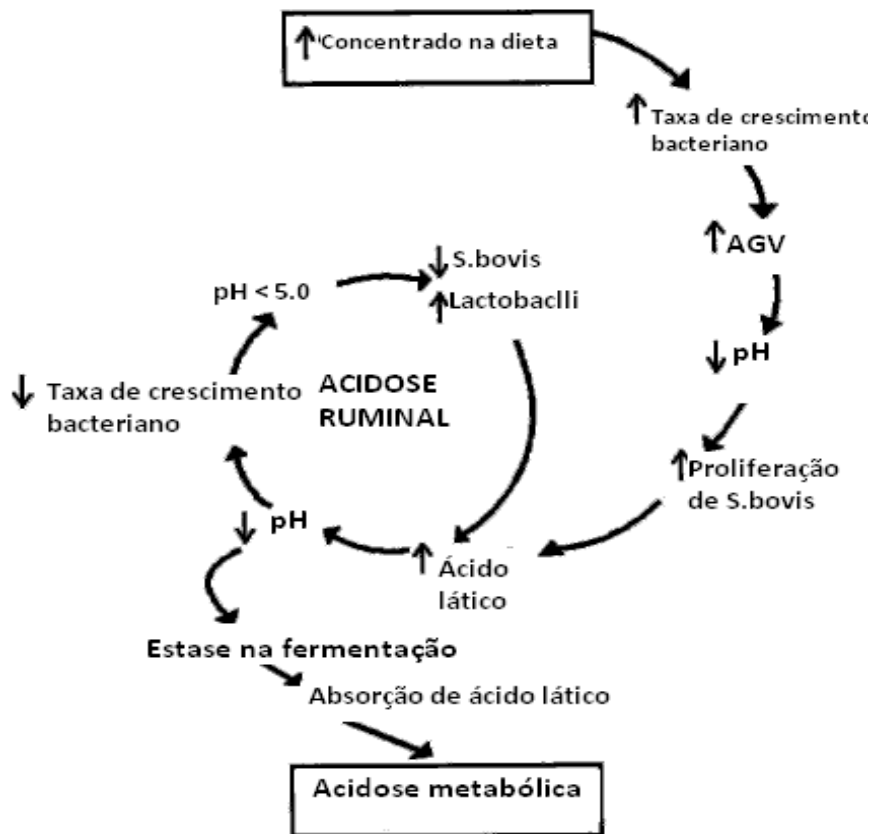 ↑Concentrado na dieta
↑Taxa de crescimento
bacteriano
↑AGV
↓pH
↑Proliferação
de S.bovis
↑Ácido
lático
↓pH
↓Taxa de crescimento
bacteriano
pH < 5.0
↓S.bovis
↑Lactobaclli
ACIDOSE
RUMINAL
Estase na fermentação
Absorção de ácido lático
Acidose metabólica